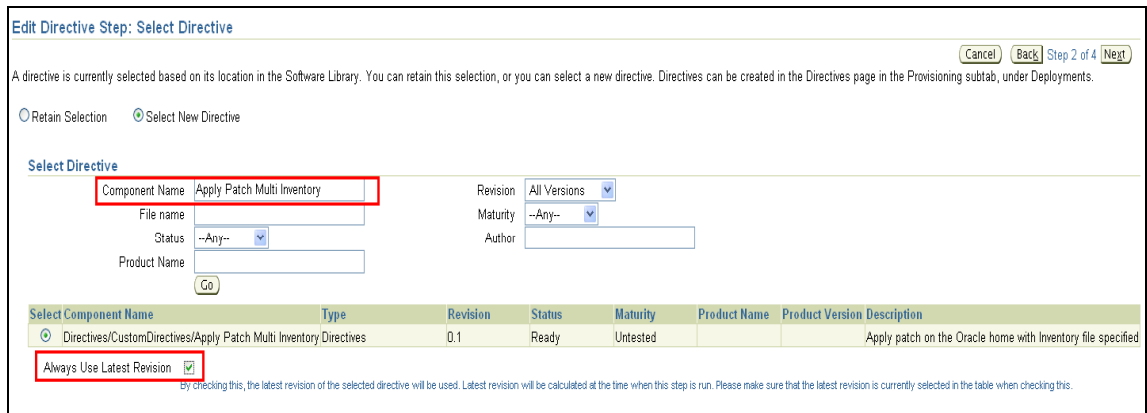 Edit Directive Step: Select Directive
Cancel Back Step 2 of 4 Next
A directive is currently selected based on its location in the Software Library. You can retain this selection, or you can select a new directive. Directives can be created in the Directives page in the Provisioning subtab, under Deployments.
Retain Selection Select New Directive
Select Directive
Component Name Apply Patch Multi Inventory Revision All Versions
File name Maturity --Any--
Status --Any-- Author
Product Name
Go
Select Component Name Type Revision Status Maturity Product Name Product Version Description
Directives/CustomDirectives/Apply Patch Multi Inventory Directives 0.1 Ready Untested Apply patch on the Oracle home with Inventory file specified
Always Use Latest Revision
By checking this, the latest revision of the selected directive will be used. Latest revision will be calculated at the time when this step is run. Please make sure that the latest revision is currently selected in the table when checking this.